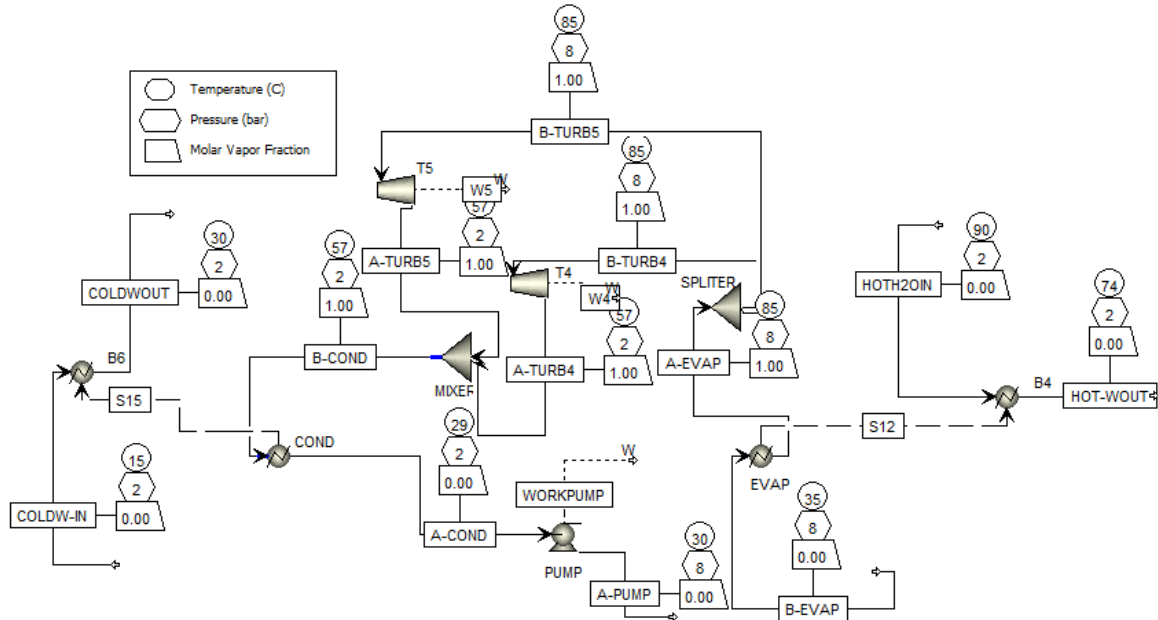 85
8
1.00
Temperature (C)
Pressure (bar)
Molar Vapor Fraction
B-TURB5
85
8
1.00
T5
W
W5
57
2
1.00
A-TURB5
B-TURB4
T4
W
W4
57
2
1.00
30
2
0.00
COLDWOUT
57
2
1.00
B-COND
MIXER
A-TURB4
SPLITER
85
8
1.00
A-EVAP
90
2
0.00
HOTH2OIN
74
2
0.00
HOT-WOUT
B4
B6
S15
COND
S12
EVAP
15
2
0.00
COLDW-IN
29
2
0.00
A-COND
W
WORKPUMP
PUMP
30
8
0.00
A-PUMP
35
8
0.00
B-EVAP